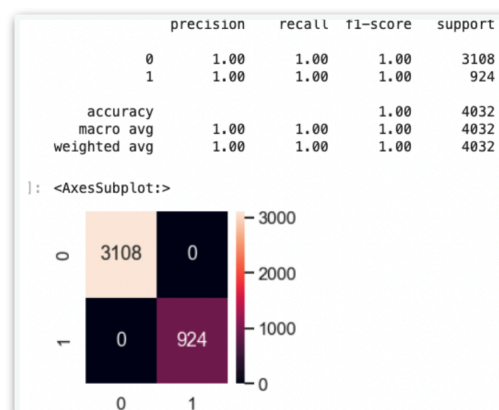 precision recall f1-score support
0 1.00 1.00 1.00 3108
1 1.00 1.00 1.00 924
accuracy 1.00 4032
macro avg 1.00 1.00 1.00 4032
weighted avg 1.00 1.00 1.00 4032
]: <AxesSubplot:>
3000
0 3108 0
2000
1000
1 0 924
0
0 1